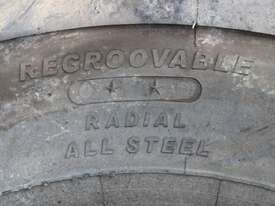 REGROOVABLE
★ ★
RADIAL
ALL STEEL